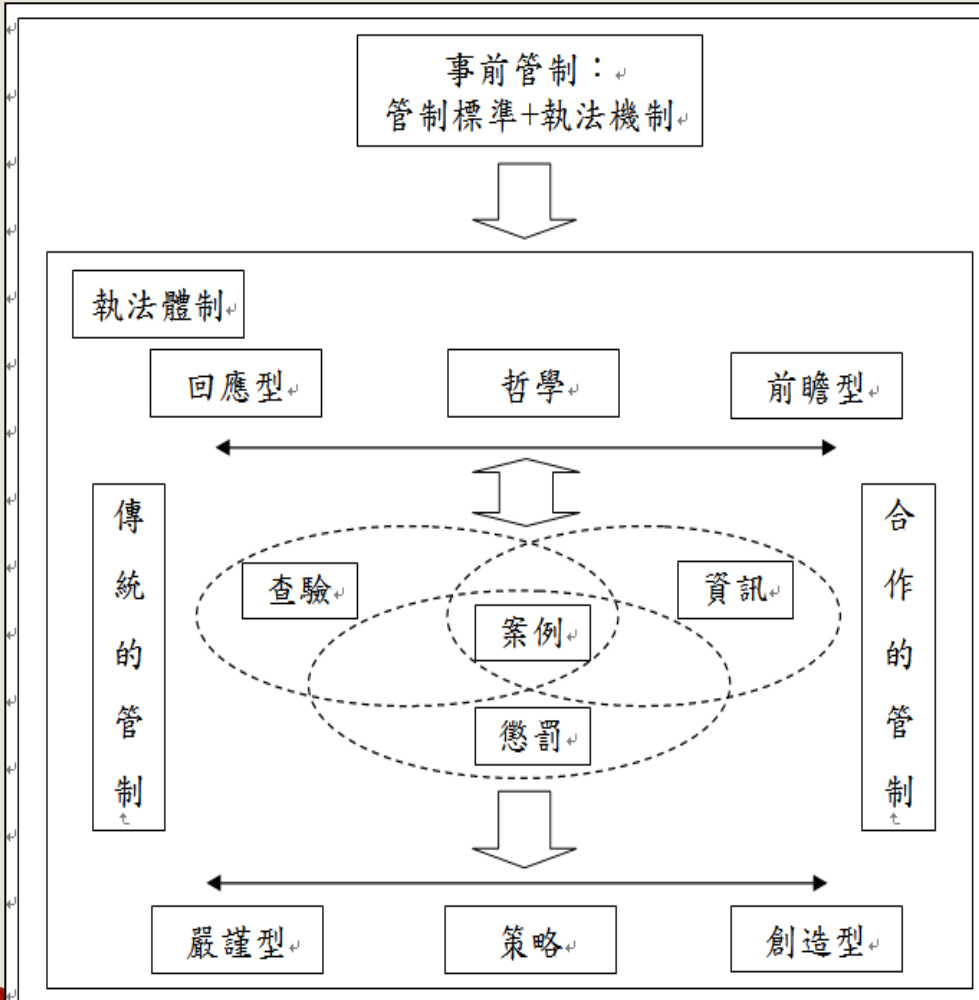 事前管制：
管制標準+執法機制
執法體制
回應型
哲學
前瞻型
傳統的管制
合作的管制
查驗
資訊
案例
懲罰
嚴謹型
策略
創造型